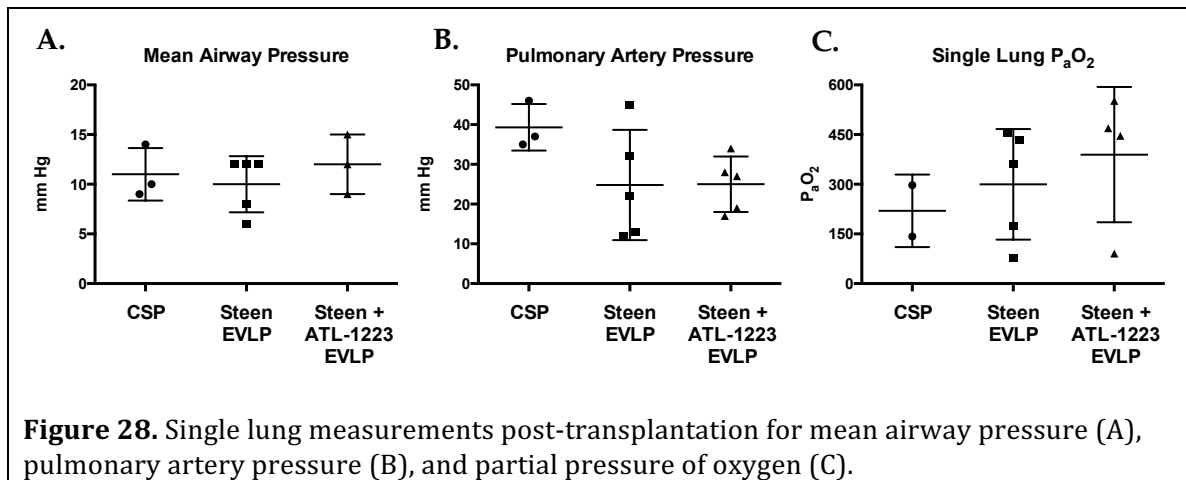 A.
Mean Airway Pressure
mm Hg
20
15
10
5
0
CSP
Steen
EVLP
Steen +
ATL-1223
EVLP
B.
Pulmonary Artery Pressure
mm Hg
50
40
30
20
10
0
CSP
Steen
EVLP
Steen +
ATL-1223
EVLP
C.
Single Lung PaO2
PaO2
600
450
300
150
0
CSP
Steen
EVLP
Steen +
ATL-1223
EVLP
Figure 28. Single lung measurements post-transplantation for mean airway pressure (A),
pulmonary artery pressure (B), and partial pressure of oxygen (C).